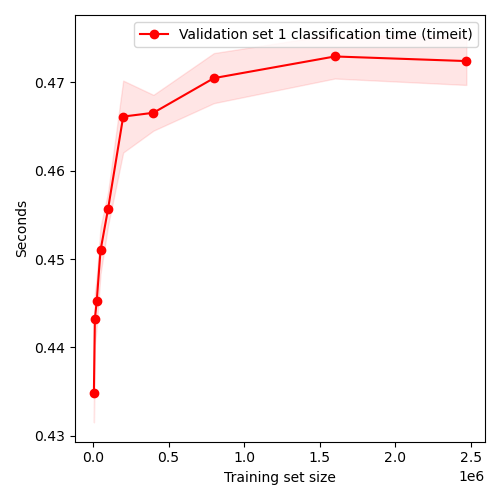 Validation set 1 classification time (timeit)
0.47
0.46
0.45
0.44
0.43
Seconds
0.0 0.5 1.0 1.5 2.0 2.5
1e6
Training set size